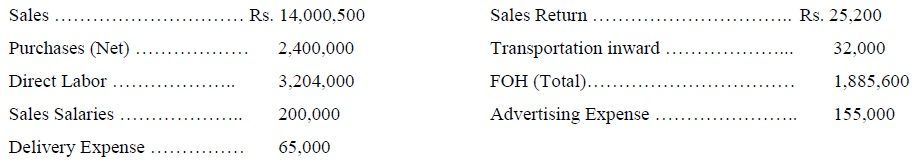 Sales ............................ Rs. 14,000,500 Sales Return ............................... Rs. 25,200
Purchases (Net) ................. 2,400,000 Transportation inward .................... 32,000
Direct Labor ................... 3,204,000 FOH (Total)................................. 1,885,600
Sales Salaries ................... 200,000 Advertising Expense ...................... 155,000
Delivery Expense .............. 65,000